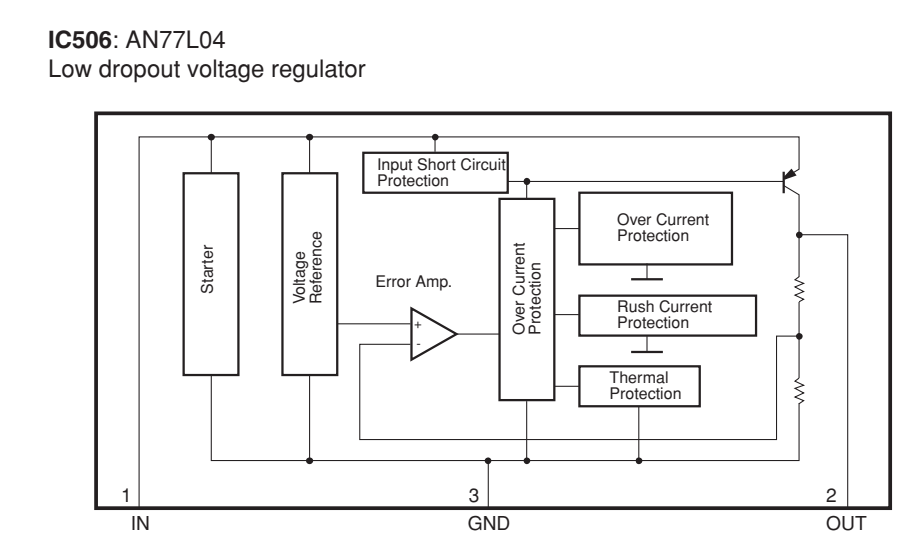 IC506: AN77L04
Low dropout voltage regulator
Input Short Circuit
Protection
Starter
Voltage
Reference
Error Amp.
+
-
Over Current
Protection
Over Current
Protection
Rush Current
Protection
Thermal
Protection
1
3
2
IN
GND
OUT